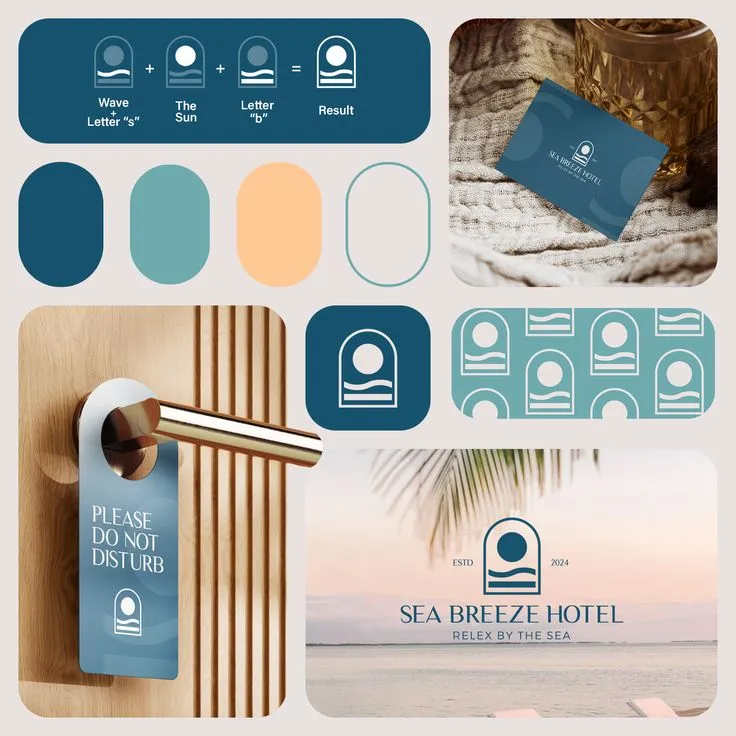 Wave
+
Letter "s"
+
The
Sun
+
Letter
"b"
=
Result
SEA BREEZE HOTEL
RELEX BY THE SEA
PLEASE
DO NOT
DISTURB
ESTD 2024
SEA BREEZE HOTEL
RELEX BY THE SEA